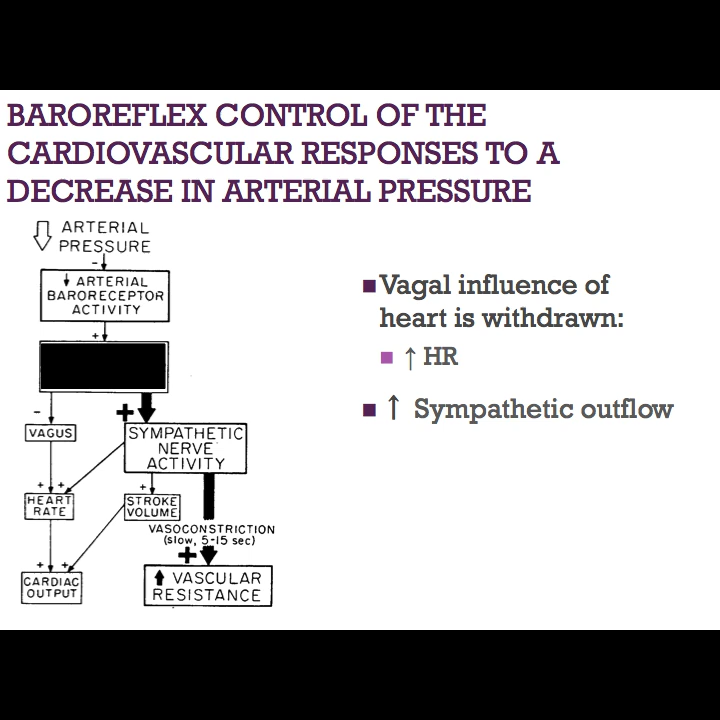 BAROREFLEX CONTROL OF THE
CARDIOVASCULAR RESPONSES TO A
DECREASE IN ARTERIAL PRESSURE
⇩ ARTERIAL
PRESSURE
−
↓ ARTERIAL
BARORECEPTOR
ACTIVITY
+
−
+
VAGUS
SYMPATHETIC
NERVE
ACTIVITY
+ +
+
HEART
RATE
STROKE
VOLUME
VASOCONSTRICTION
(slow, 5-15 sec)
+
+ +
CARDIAC
OUTPUT
↑ VASCULAR
RESISTANCE
■ Vagal influence of
heart is withdrawn:
■ ↑ HR
■ ↑ Sympathetic outflow